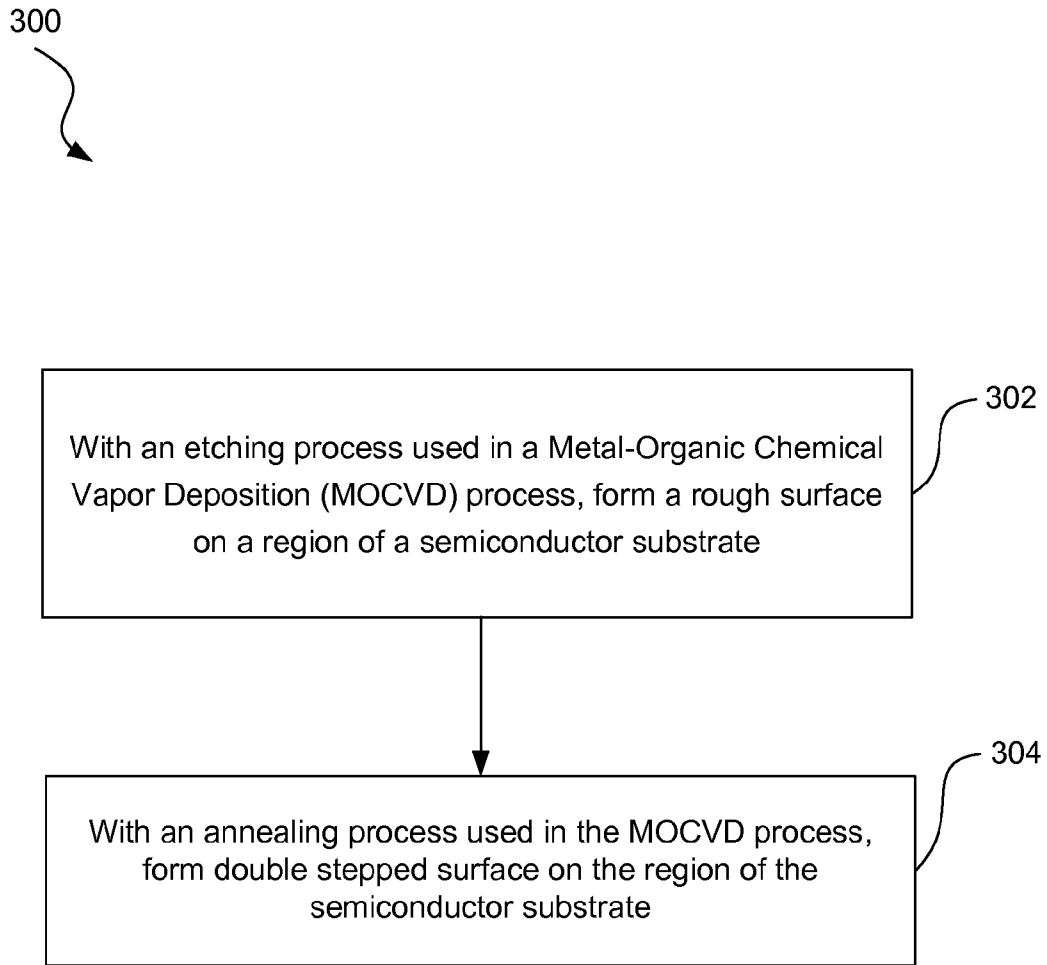 300
302
With an etching process used in a Metal-Organic Chemical
Vapor Deposition (MOCVD) process, form a rough surface
on a region of a semiconductor substrate
304
With an annealing process used in the MOCVD process,
form double stepped surface on the region of the
semiconductor substrate